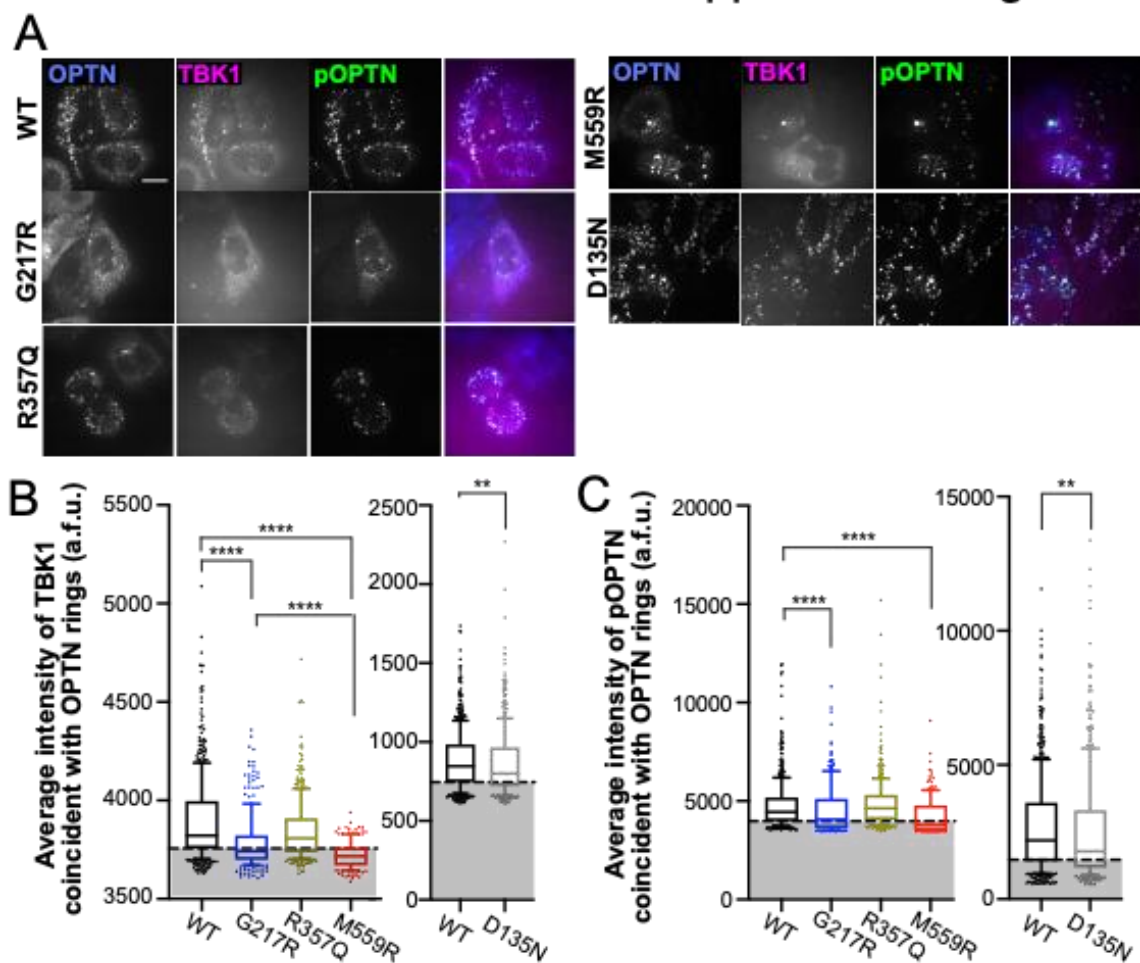 A
OPTN TBK1 pOPTN
WT
G217R
R357Q
OPTN TBK1 pOPTN
M559R
D135N
B
Average intensity of TBK1
coincident with OPTN rings (a.f.u.)
5500
5000
4500
4000
3500
****
****
****
WT G217R R357Q M559R
2500
2000
1500
1000
500
0
**
WT D135N
C
Average intensity of pOPTN
coincident with OPTN rings (a.f.u.)
20000
15000
10000
5000
0
****
****
WT G217R R357Q M559R
15000
10000
5000
0
**
WT D135N